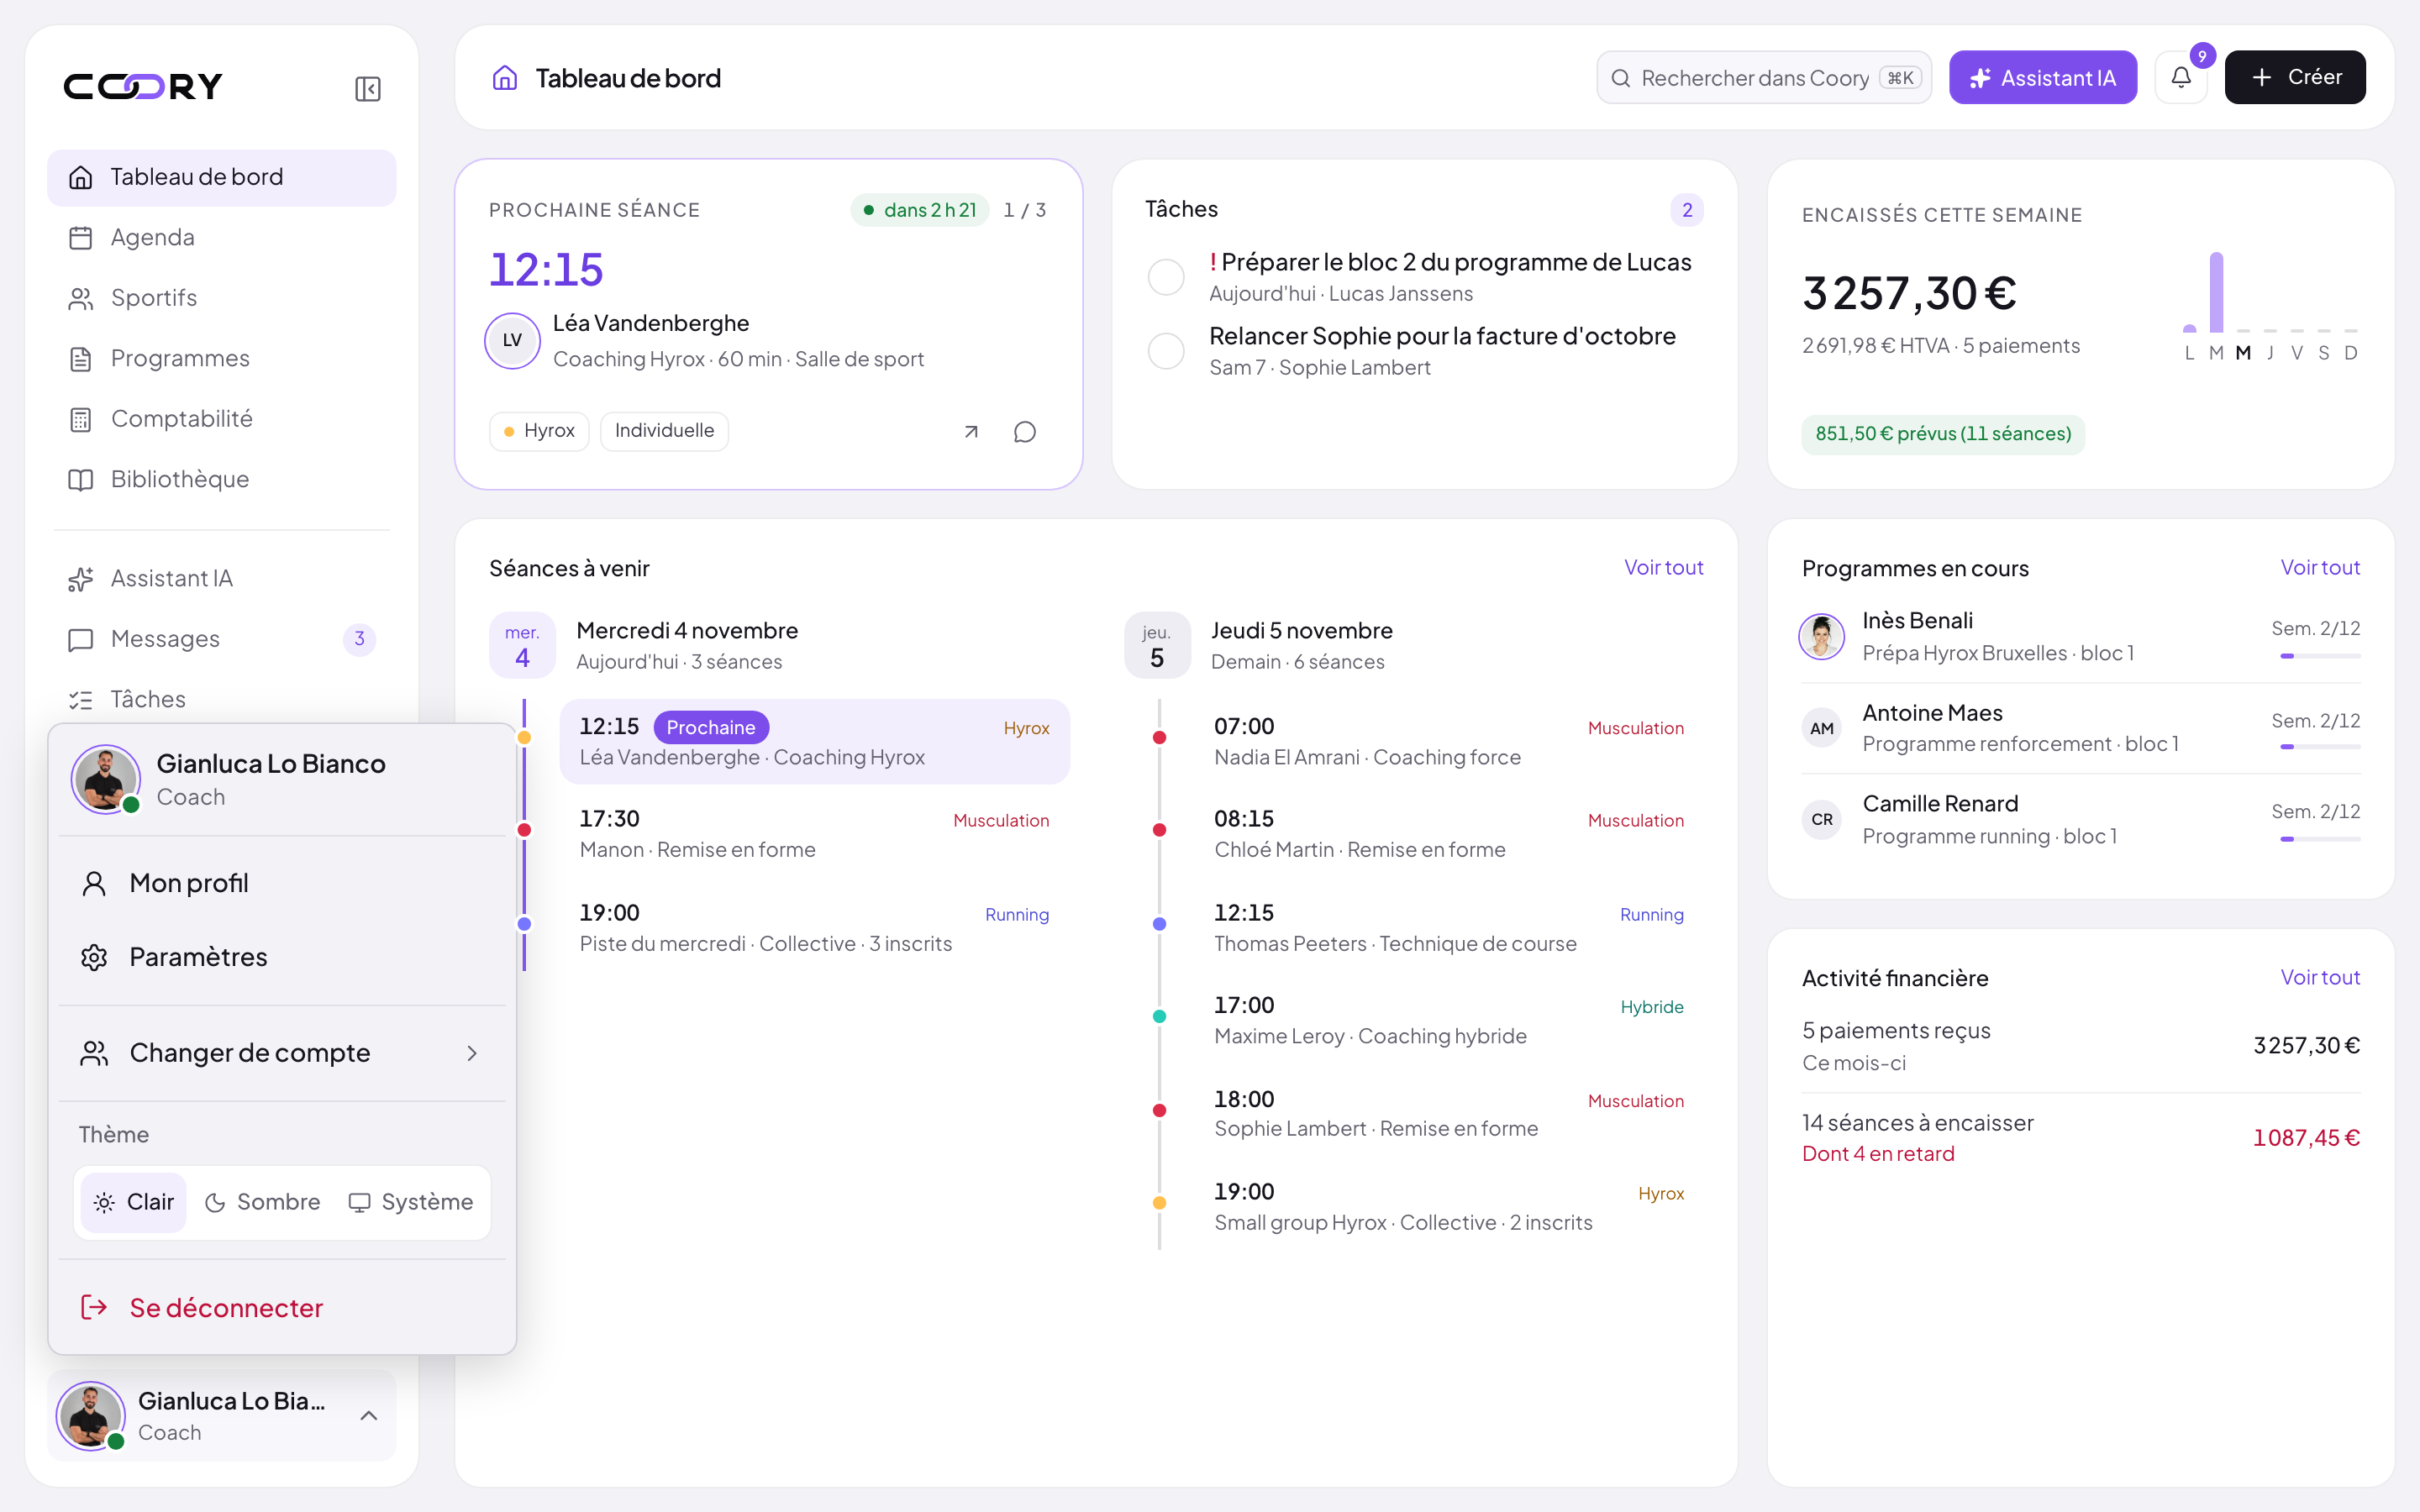 COORY
Tableau de bord
Agenda
Sportifs
Programmes
Comptabilité
Bibliothèque
Assistant IA
Messages 3
Tâches
Gianluca Lo Bianco
Coach
Mon profil
Paramètres
Changer de compte
Thème
Clair Sombre Système
Se déconnecter
Gianluca Lo Bia...
Coach
Tableau de bord
Rechercher dans Coory ⌘K
Assistant IA
9
Créer
PROCHAINE SÉANCE dans 2 h 21 1 / 3
12:15
LV
Léa Vandenberghe
Coaching Hyrox · 60 min · Salle de sport
Hyrox Individuelle
Tâches 2
! Préparer le bloc 2 du programme de Lucas
Aujourd'hui · Lucas Janssens
Relancer Sophie pour la facture d'octobre
Sam 7 · Sophie Lambert
ENCAISSÉS CETTE SEMAINE
3 257,30 €
2 691,98 € HTVA · 5 paiements
L M M J V S D
851,50 € prévus (11 séances)
Séances à venir Voir tout
mer. 4
Mercredi 4 novembre
Aujourd'hui · 3 séances
12:15 Prochaine Hyrox
Léa Vandenberghe · Coaching Hyrox
17:30 Musculation
Manon · Remise en forme
19:00 Running
Piste du mercredi · Collective · 3 inscrits
jeu. 5
Jeudi 5 novembre
Demain · 6 séances
07:00 Musculation
Nadia El Amrani · Coaching force
08:15 Musculation
Chloé Martin · Remise en forme
12:15 Running
Thomas Peeters · Technique de course
17:00 Hybride
Maxime Leroy · Coaching hybride
18:00 Musculation
Sophie Lambert · Remise en forme
19:00 Hyrox
Small group Hyrox · Collective · 2 inscrits
Programmes en cours Voir tout
Inès Benali Sem. 2/12
Prépa Hyrox Bruxelles · bloc 1
AM
Antoine Maes Sem. 2/12
Programme renforcement · bloc 1
CR
Camille Renard Sem. 2/12
Programme running · bloc 1
Activité financière Voir tout
5 paiements reçus 3 257,30 €
Ce mois-ci
14 séances à encaisser 1 087,45 €
Dont 4 en retard